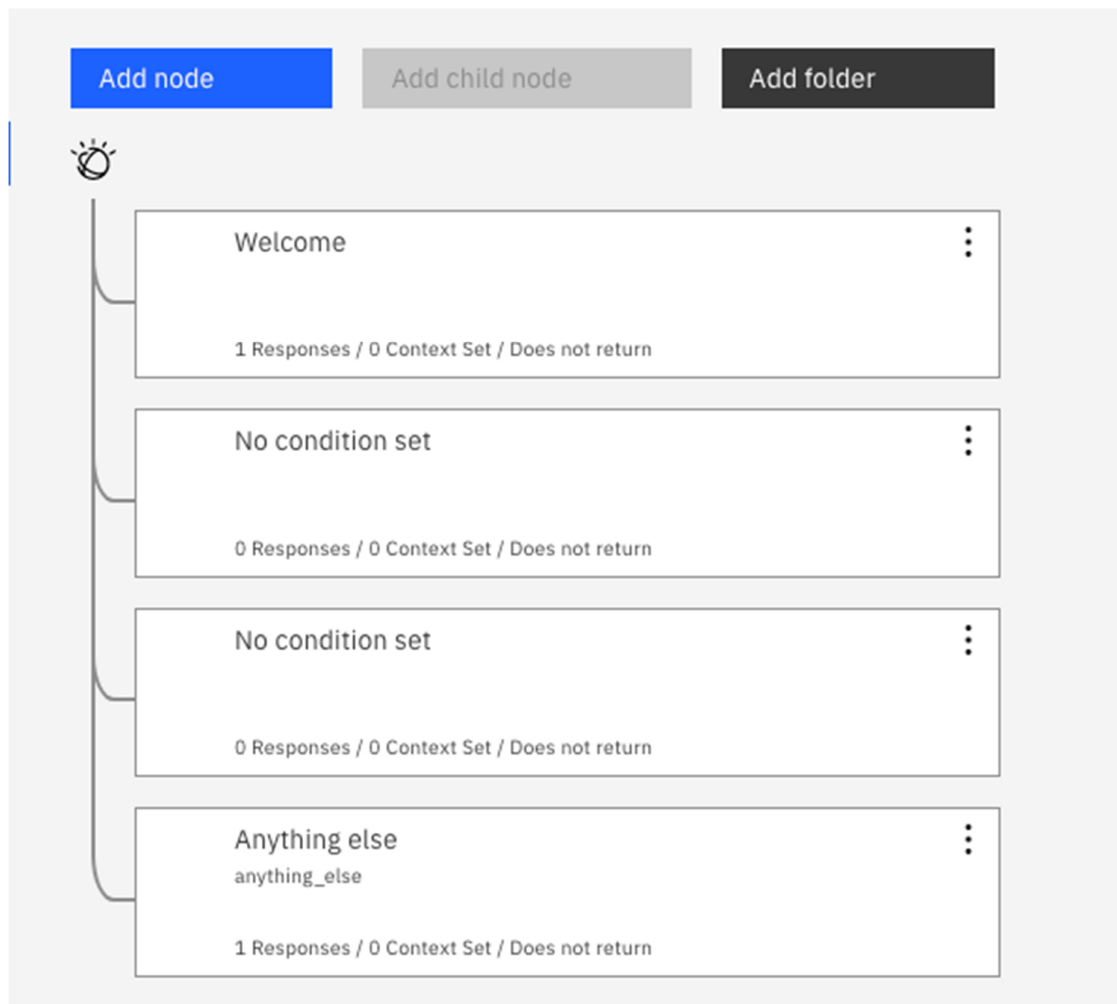 Add node
Add child node
Add folder
Welcome
1 Responses / 0 Context Set / Does not return
No condition set
0 Responses / 0 Context Set / Does not return
No condition set
0 Responses / 0 Context Set / Does not return
Anything else
anything_else
1 Responses / 0 Context Set / Does not return